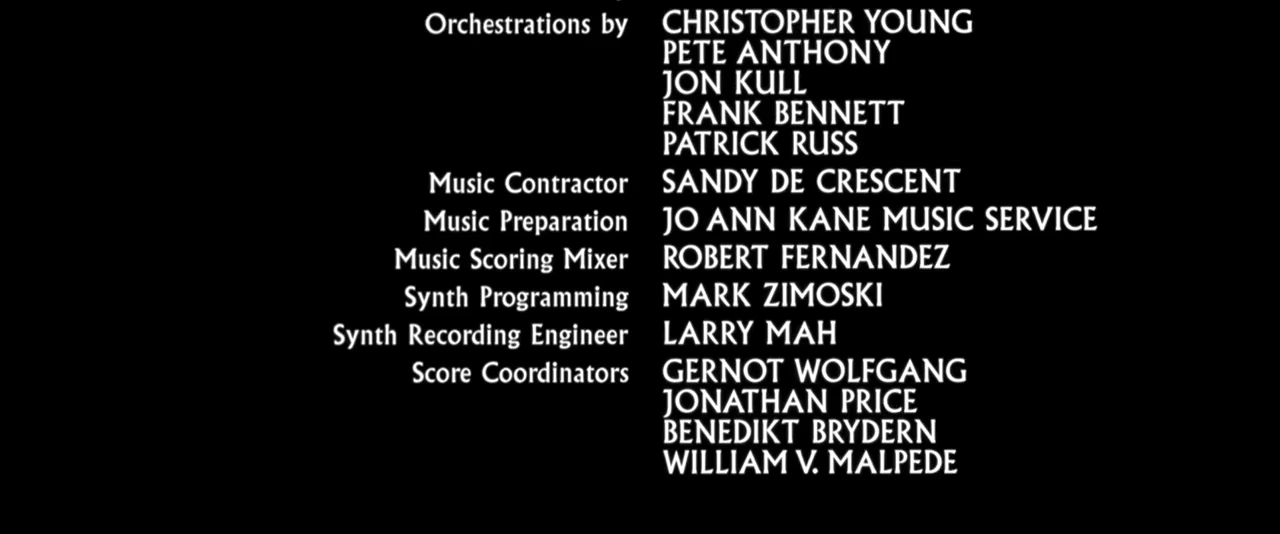 Orchestrations by CHRISTOPHER YOUNG
PETE ANTHONY
JON KULL
FRANK BENNETT
PATRICK RUSS
Music Contractor SANDY DE CRESCENT
Music Preparation JO ANN KANE MUSIC SERVICE
Music Scoring Mixer ROBERT FERNANDEZ
Synth Programming MARK ZIMOSKI
Synth Recording Engineer LARRY MAH
Score Coordinators GERNOT WOLFGANG
JONATHAN PRICE
BENEDIKT BRYDERN
WILLIAM V. MALPEDE